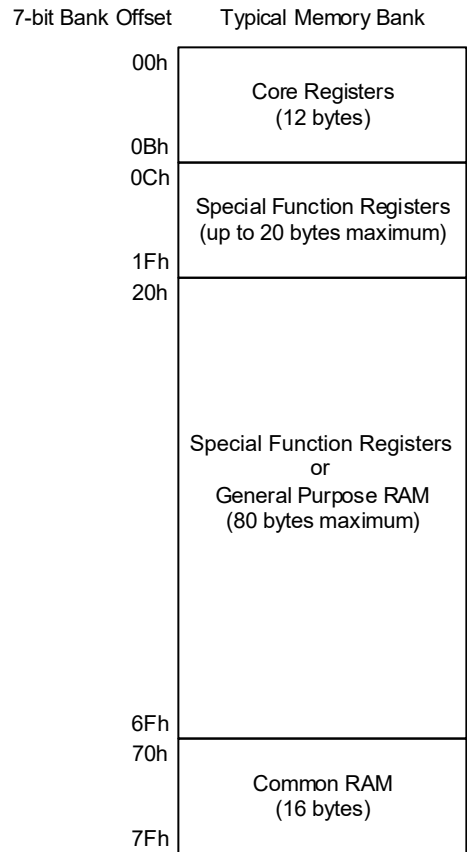 7-bit Bank Offset Typical Memory Bank
00h
Core Registers
(12 bytes)
0Bh
0Ch
Special Function Registers
(up to 20 bytes maximum)
1Fh
20h
Special Function Registers
or
General Purpose RAM
(80 bytes maximum)
6Fh
70h
Common RAM
(16 bytes)
7Fh